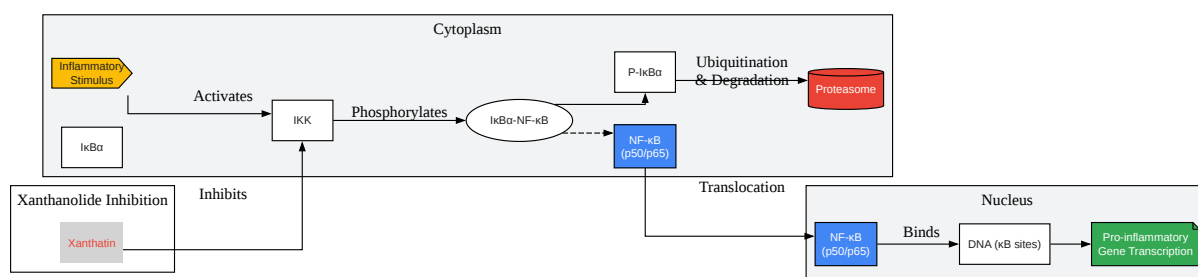 Cytoplasm
Inflammatory
Stimulus
Activates
IKK
Phosphorylates
IκBα-NF-κB
P-IκBα
Ubiquitination
& Degradation
Proteasome
IκBα
NF-κB
(p50/p65)
Xanthanolide Inhibition
Xanthatin
Inhibits
Translocation
Nucleus
NF-κB
(p50/p65)
Binds
DNA (κB sites)
Pro-inflammatory
Gene Transcription